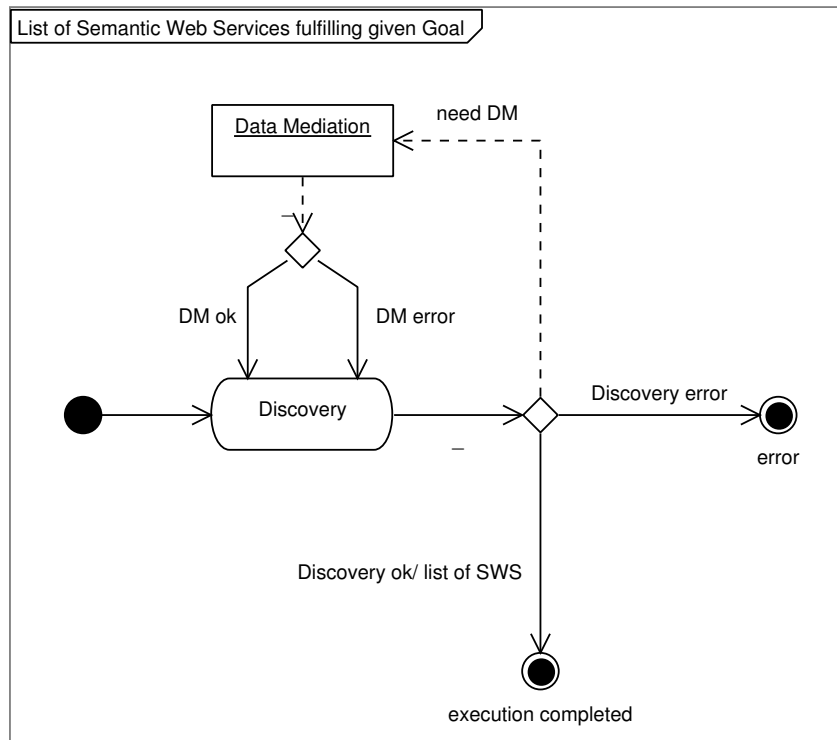 List of Semantic Web Services fulfilling given Goal
need DM
Data Mediation
_
DM ok
DM error
Discovery
Discovery error
_
error
Discovery ok/ list of SWS
execution completed